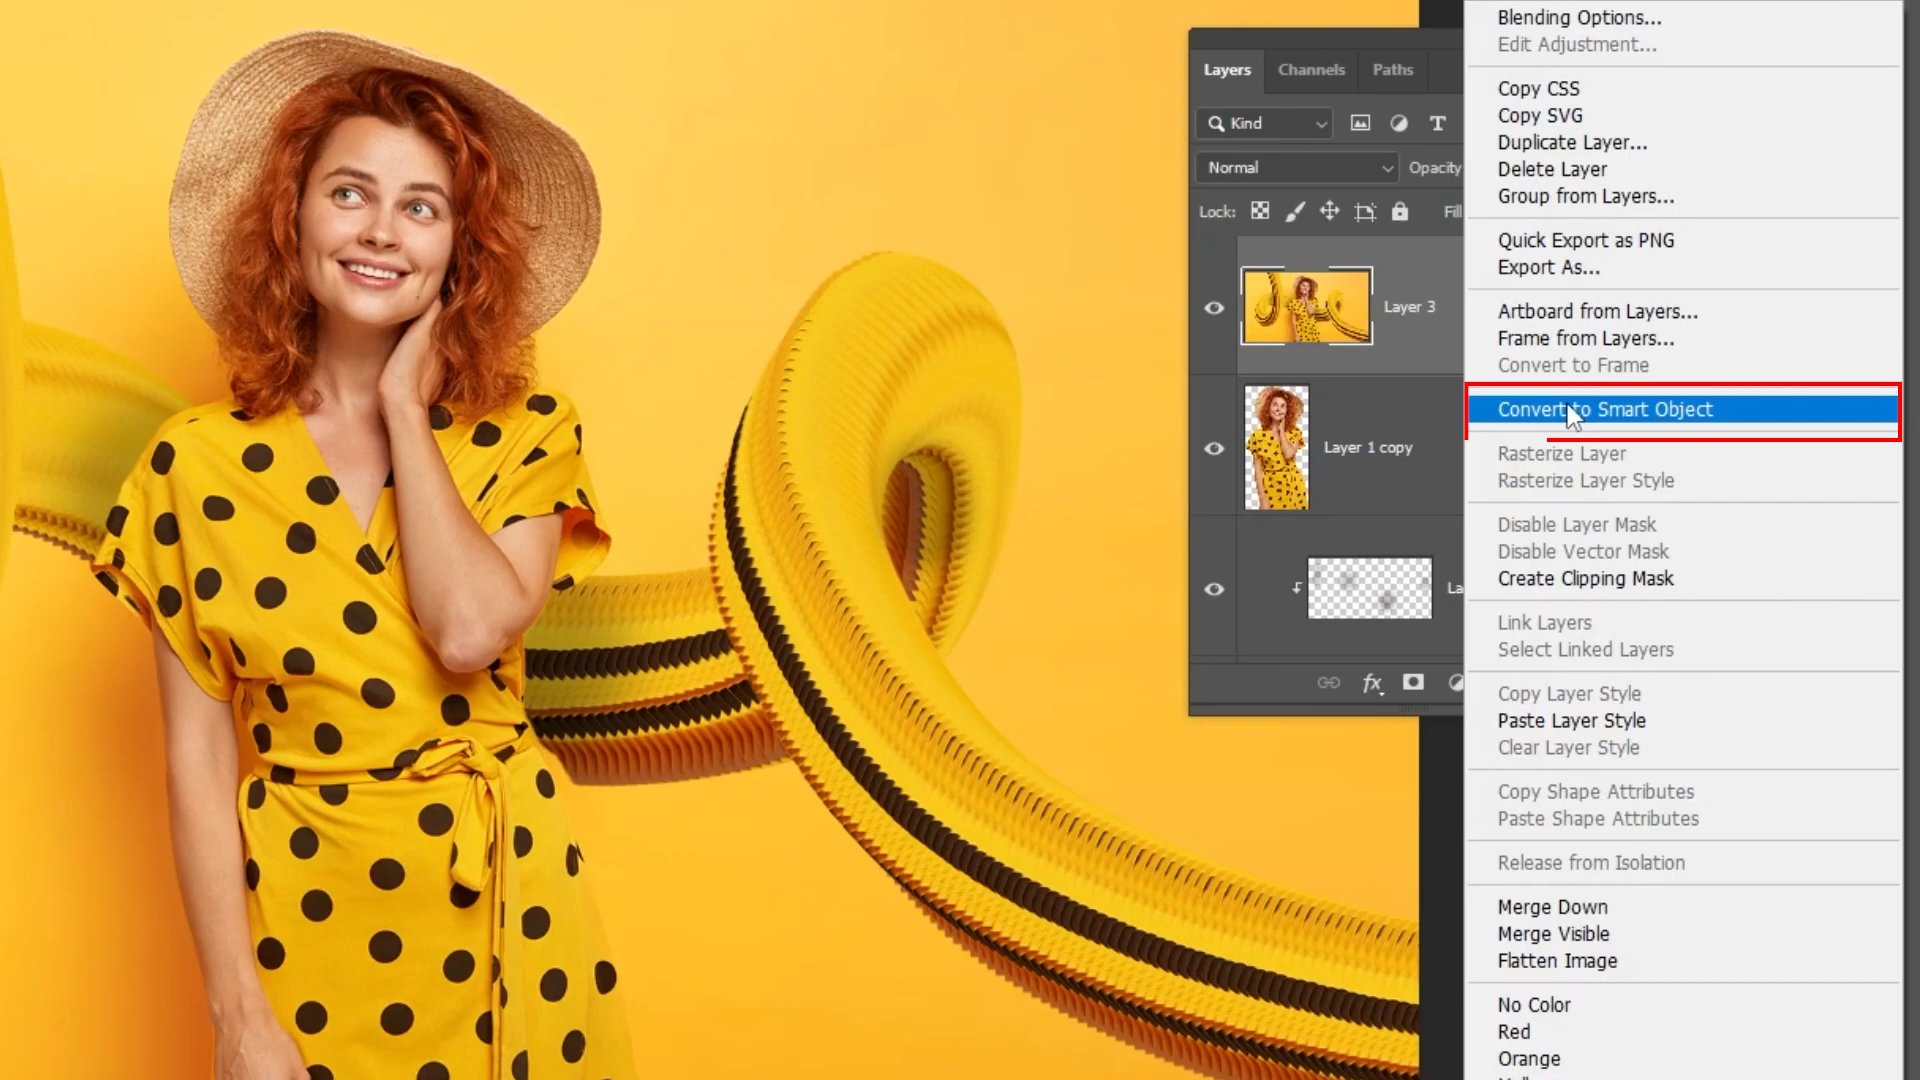 Layers Channels Paths
Kind
Normal Opacity
Lock: Fill
Layer 3
Layer 1 copy
La
fx
Blending Options...
Edit Adjustment...
Copy CSS
Copy SVG
Duplicate Layer...
Delete Layer
Group from Layers...
Quick Export as PNG
Export As...
Artboard from Layers...
Frame from Layers...
Convert to Frame
Convert to Smart Object
Rasterize Layer
Rasterize Layer Style
Disable Layer Mask
Disable Vector Mask
Create Clipping Mask
Link Layers
Select Linked Layers
Copy Layer Style
Paste Layer Style
Clear Layer Style
Copy Shape Attributes
Paste Shape Attributes
Release from Isolation
Merge Down
Merge Visible
Flatten Image
No Color
Red
Orange